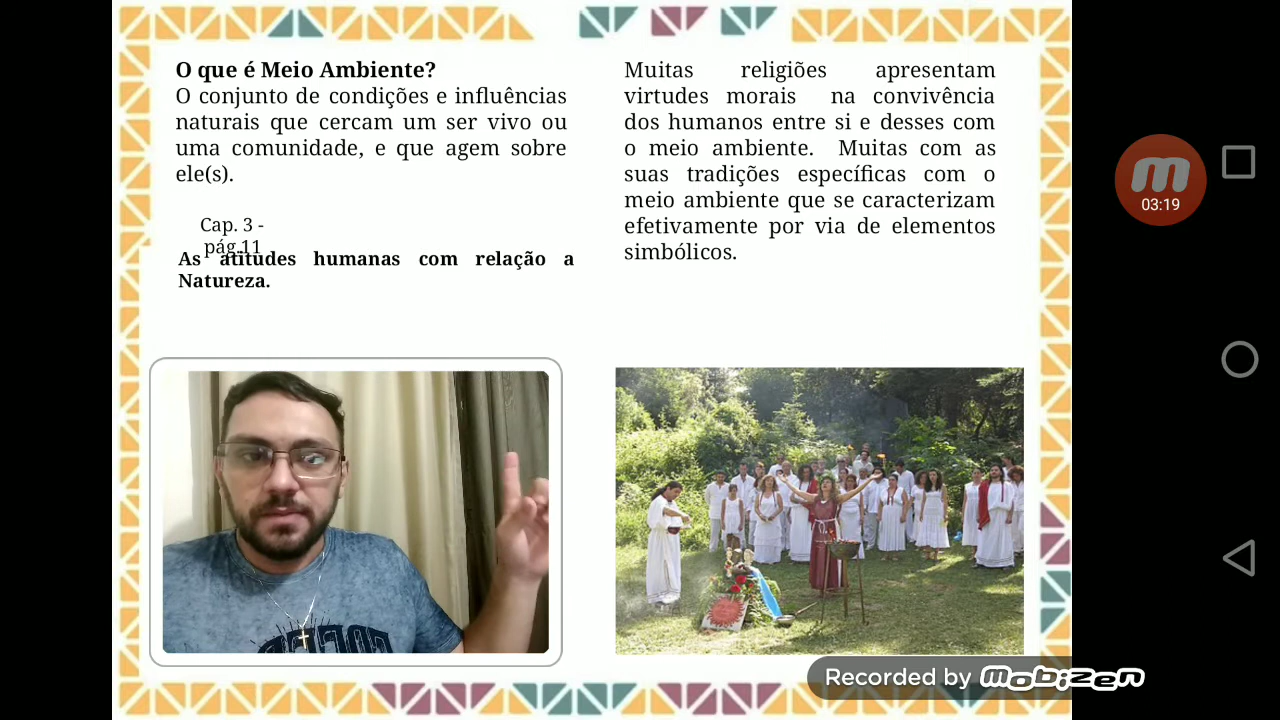 O que é Meio Ambiente?
O conjunto de condições e influências
naturais que cercam um ser vivo ou
uma comunidade, e que agem sobre
ele(s).
Cap. 3 -
pág.11
As atitudes humanas com relação a
Natureza.
Muitas religiões apresentam
virtudes morais na convivência
dos humanos entre si e desses com
o meio ambiente. Muitas com as
suas tradições específicas com o
meio ambiente que se caracterizam
efetivamente por via de elementos
simbólicos.
03:19
Recorded by mobizen